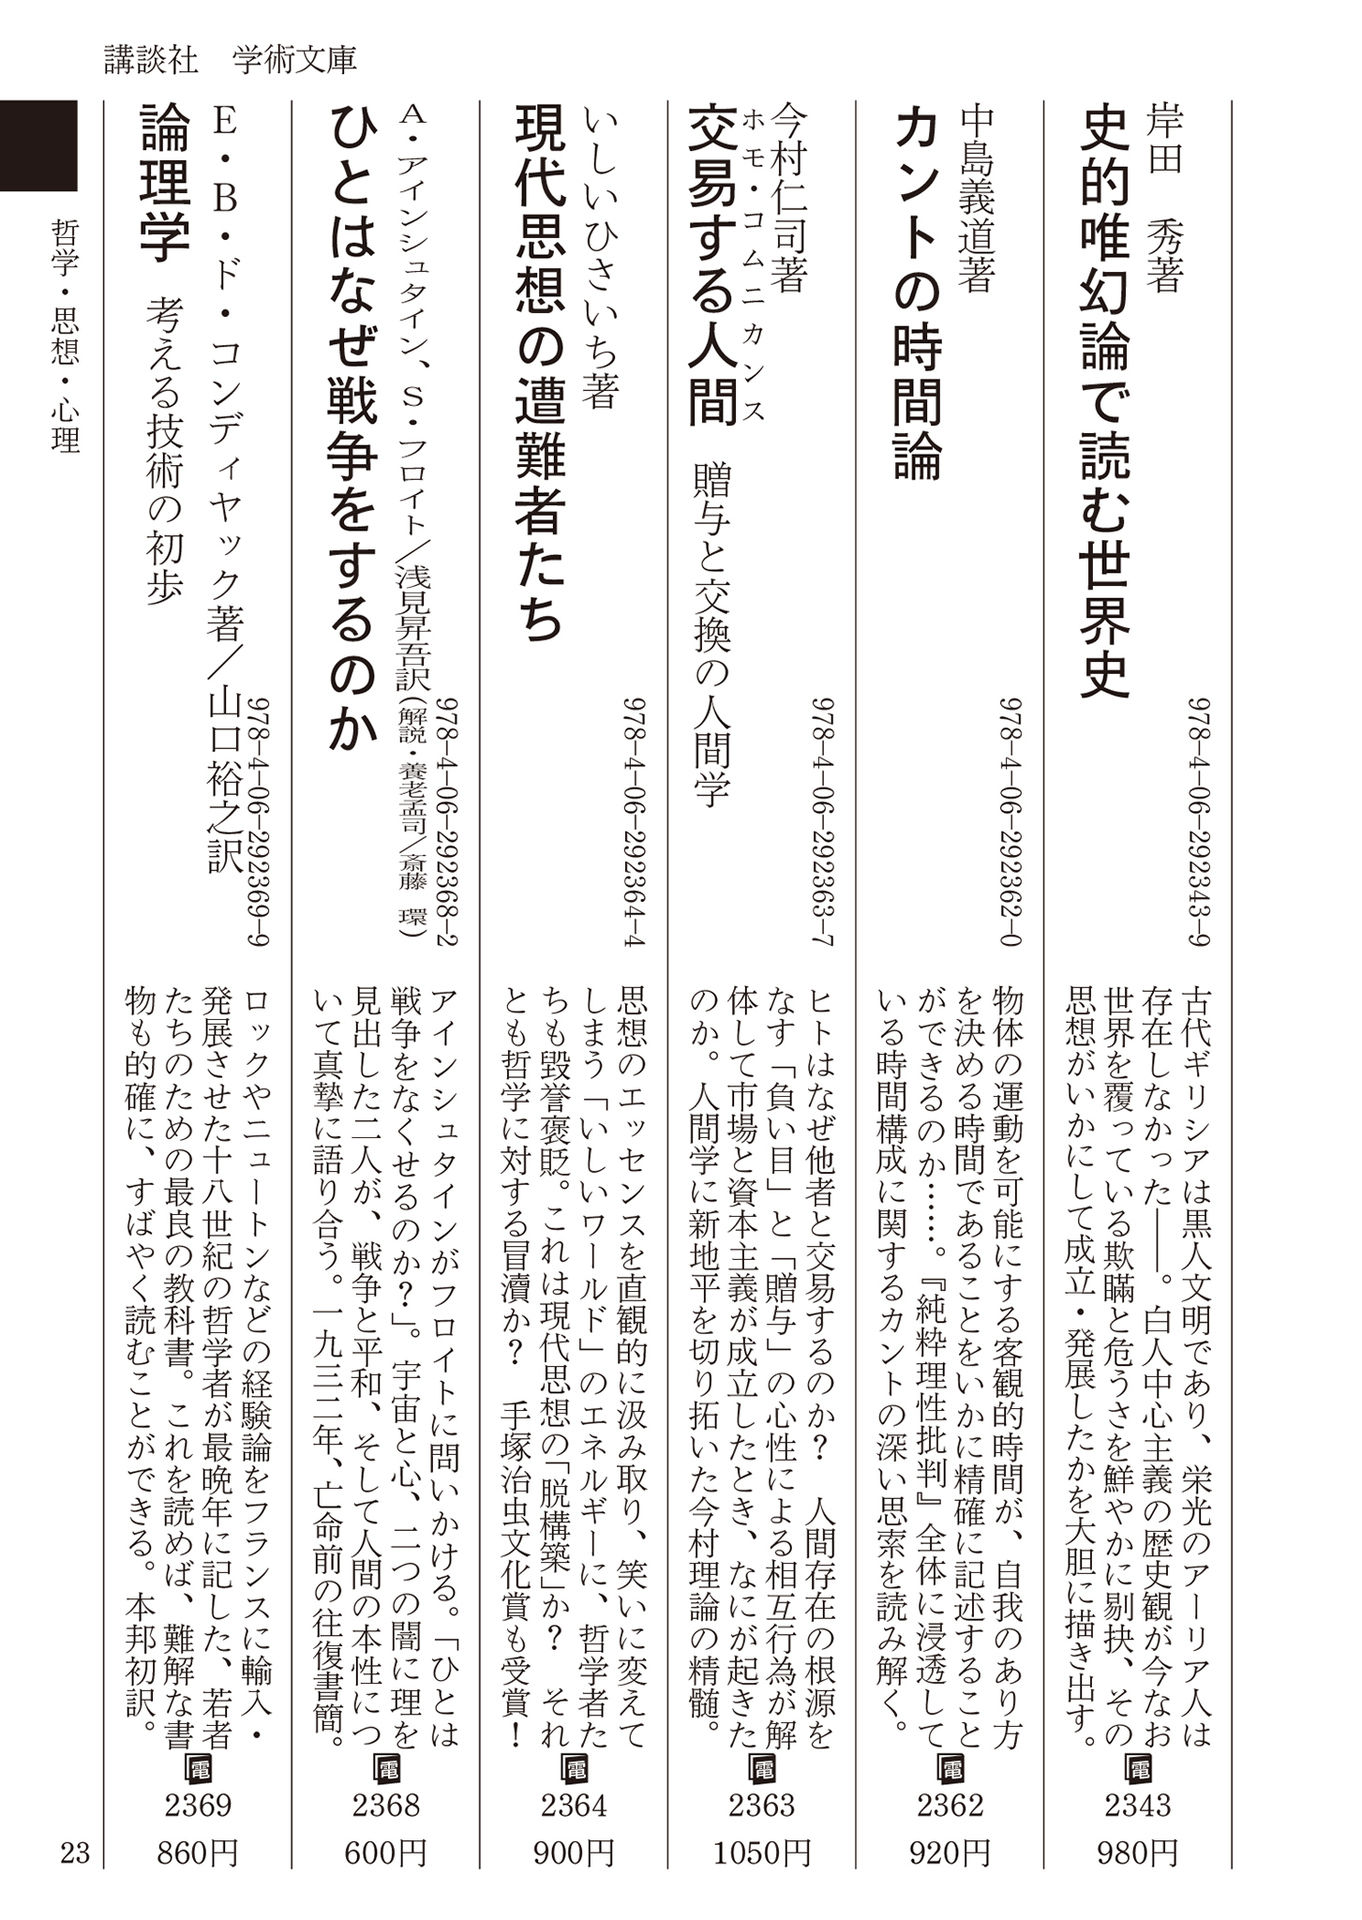 講談社　学術文庫
岸田　秀著
史的唯幻論で読む世界史
978-4-06-292343-9
古代ギリシアは黒人文明であり、栄光のアーリア人は
存在しなかった――。白人中心主義の歴史観が今なお
世界を覆っている欺瞞と危うさを鮮やかに剔抉、その
思想がいかにして成立・発展したかを大胆に描き出す。
電
2343
980円
中島義道著
カントの時間論
978-4-06-292362-0
物体の運動を可能にする客観的時間が、自我のあり方
を決める時間であることをいかに精確に記述すること
ができるのか……。『純粋理性批判』全体に浸透して
いる時間構成に関するカントの深い思索を読み解く。
電
2362
920円
今村仁司著
ホモ・コムニカンス
交易する人間　贈与と交換の人間学
978-4-06-292363-7
ヒトはなぜ他者と交易するのか？　人間存在の根源を
なす「負い目」と「贈与」の心性による相互行為が解
体して市場と資本主義が成立したとき、なにが起きた
のか。人間学に新地平を切り拓いた今村理論の精髄。
電
2363
1050円
いしいひさいち著
現代思想の遭難者たち
978-4-06-292364-4
思想のエッセンスを直観的に汲み取り、笑いに変えて
しまう「いしいワールド」のエネルギーに、哲学者た
ちも毀誉褒貶。これは現代思想の「脱構築」か？　それ
とも哲学に対する冒瀆か？　手塚治虫文化賞も受賞！
電
2364
900円
A・アインシュタイン、S・フロイト／浅見昇吾訳（解説・養老孟司／斎藤　環）
ひとはなぜ戦争をするのか
978-4-06-292368-2
アインシュタインがフロイトに問いかける。「ひとは
戦争をなくせるのか？」。宇宙と心、二つの闇に理を
見出した二人が、戦争と平和、そして人間の本性につ
いて真摯に語り合う。一九三二年、亡命前の往復書簡。
電
2368
600円
E・B・ド・コンディヤック著／山口裕之訳
論理学　考える技術の初歩
978-4-06-292369-9
ロックやニュートンなどの経験論をフランスに輸入・
発展させた十八世紀の哲学者が最晩年に記した、若者
たちのための最良の教科書。これを読めば、難解な書
物も的確に、すばやく読むことができる。本邦初訳。
電
2369
860円
哲学・思想・心理
23